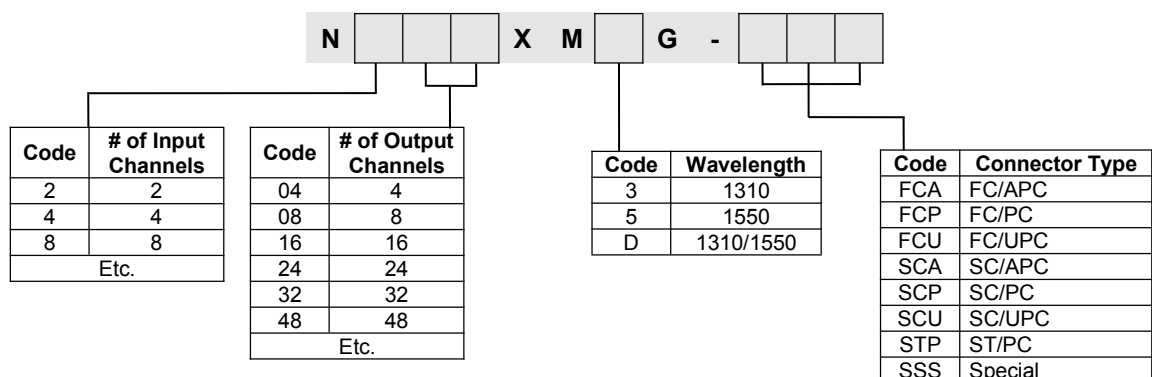 N X M G -
Code # of Input Channels
2 2
4 4
8 8
Etc.
Code # of Output Channels
04 4
08 8
16 16
24 24
32 32
48 48
Etc.
Code Wavelength
3 1310
5 1550
D 1310/1550
Code Connector Type
FCA FC/APC
FCP FC/PC
FCU FC/UPC
SCA SC/APC
SCP SC/PC
SCU SC/UPC
STP ST/PC
SSS Special